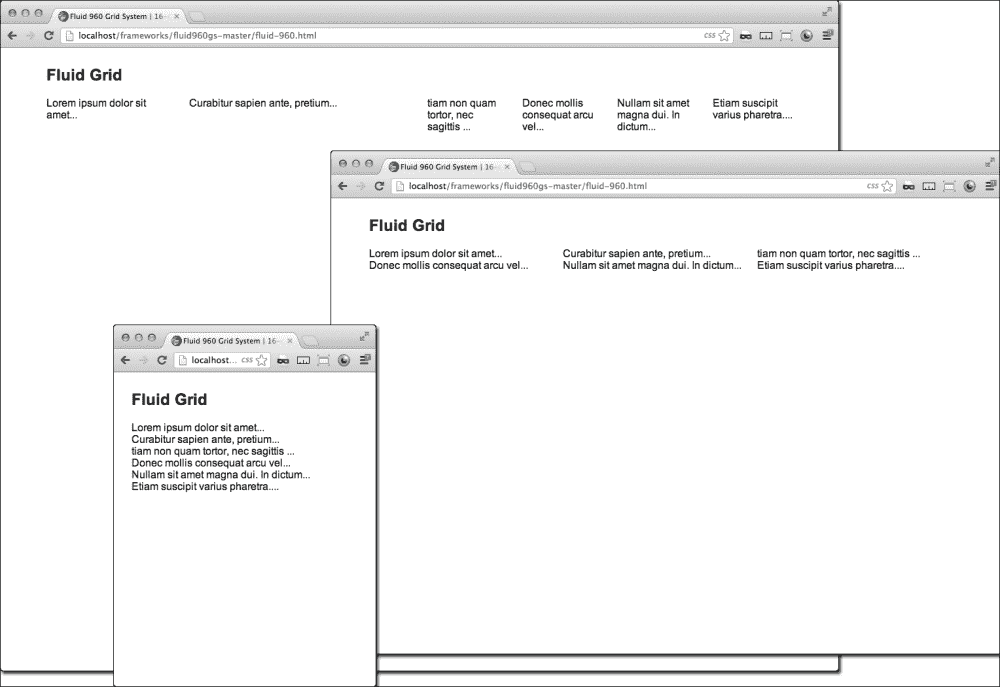 Fluid 960 Grid System | 16-
localhost/frameworks/fluid960gs-master/fluid-960.html
CSS
Fluid Grid
Lorem ipsum dolor sit
amet...
Curabitur sapien ante, pretium...
tiam non quam
tortor, nec
sagittis ...
Donec mollis
consequat arcu
vel...
Nullam sit amet
magna dui. In
dictum...
Etiam suscipit
varius pharetra....
Fluid 960 Grid System | 16-
localhost/frameworks/fluid960gs-master/fluid-960.html
CSS
Fluid Grid
Lorem ipsum dolor sit amet...
Curabitur sapien ante, pretium...
tiam non quam tortor, nec sagittis ...
Donec mollis consequat arcu vel...
Nullam sit amet magna dui. In dictum...
Etiam suscipit varius pharetra....
Fluid 960 Grid System | 16-
localhost...
CSS
Fluid Grid
Lorem ipsum dolor sit amet...
Curabitur sapien ante, pretium...
tiam non quam tortor, nec sagittis ...
Donec mollis consequat arcu vel...
Nullam sit amet magna dui. In dictum...
Etiam suscipit varius pharetra....